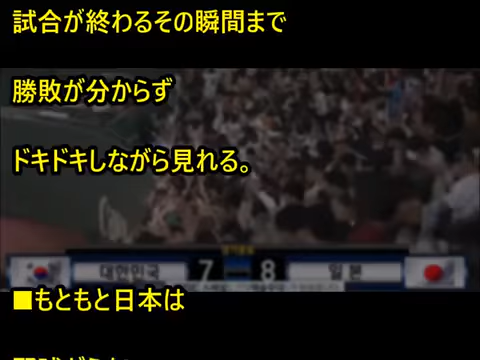 試合が終わるその瞬間まで
勝敗が分からず
ドキドキしながら見れる。
대한민국 7 8 일본
■もともと日本は